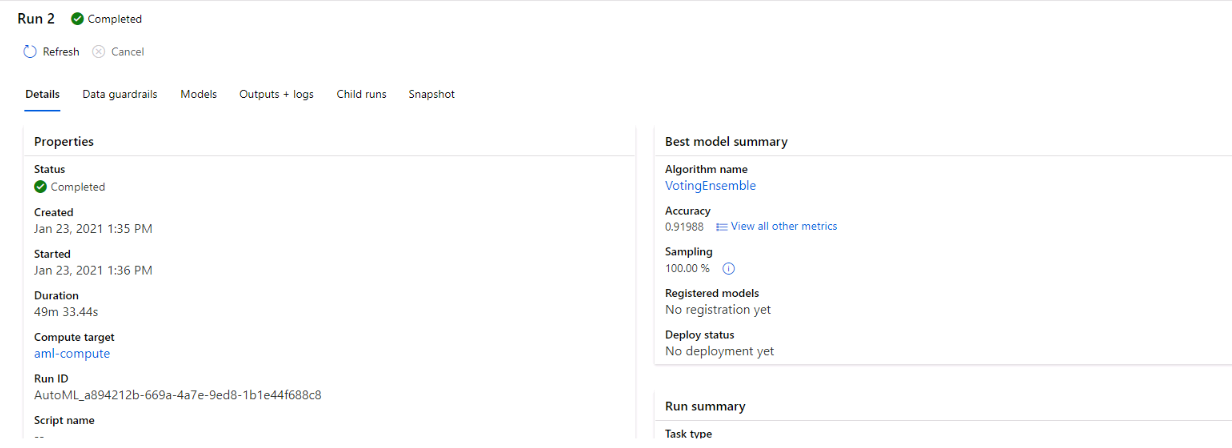 Run 2 Completed
Refresh Cancel
Details Data guardrails Models Outputs + logs Child runs Snapshot
Properties
Status
Completed
Created
Jan 23, 2021 1:35 PM
Started
Jan 23, 2021 1:36 PM
Duration
49m 33.44s
Compute target
aml-compute
Run ID
AutoML_a894212b-669a-4a7e-9ed8-1b1e44f688c8
Script name
--
Best model summary
Algorithm name
VotingEnsemble
Accuracy
0.91988 View all other metrics
Sampling
100.00 %
Registered models
No registration yet
Deploy status
No deployment yet
Run summary
Task type